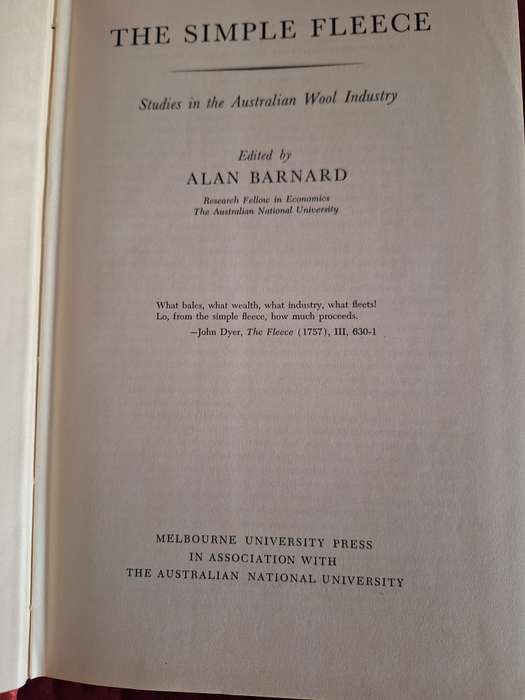 THE SIMPLE FLEECE
Studies in the Australian Wool Industry
Edited by
ALAN BARNARD
Research Fellow in Economics
The Australian National University
What bales, what wealth, what industry, what fleets!
Lo, from the simple fleece, how much proceeds.
—John Dyer, The Fleece (1757), III, 630-1
MELBOURNE UNIVERSITY PRESS
IN ASSOCIATION WITH
THE AUSTRALIAN NATIONAL UNIVERSITY